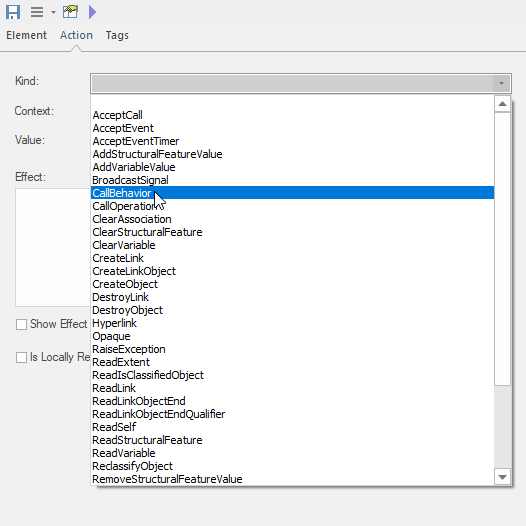 Element Action Tags
Kind:
Context:
Value:
Effect:
Show Effect
Is Locally Re
AcceptCall
AcceptEvent
AcceptEventTimer
AddStructuralFeatureValue
AddVariableValue
BroadcastSignal
CallBehavior
CallOperation
ClearAssociation
ClearStructuralFeature
ClearVariable
CreateLink
CreateLinkObject
CreateObject
DestroyLink
DestroyObject
Hyperlink
Opaque
RaiseException
ReadExtent
ReadIsClassifiedObject
ReadLink
ReadLinkObjectEnd
ReadLinkObjectEndQualifier
ReadSelf
ReadStructuralFeature
ReadVariable
ReclassifyObject
RemoveStructuralFeatureValue